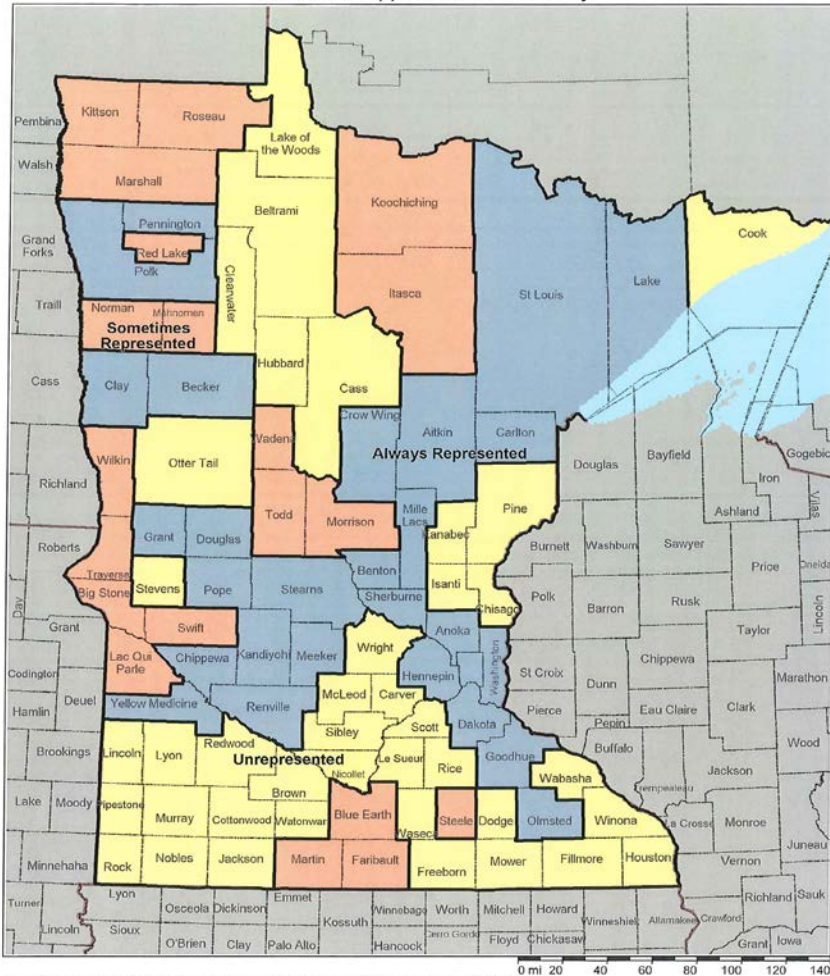 Kittson
Roseau
Pembina
Lake of
the Woods
Walsh
Marshall
Koochiching
Beltrami
Cook
Pennington
Grand
Forks
Red Lake
Polk
Clearwater
St Louis
Lake
Itasca
Traill
Norman
Mahnomen
Sometimes
Represented
Hubbard
Cass
Cass
Clay
Becker
Crow Wing
Aitkin
Carlton
Wadena
Always Represented
Gogebic
Wilkin
Otter Tail
Douglas
Bayfield
Iron
Vilas
Richland
Ashland
Pine
Todd
Morrison
Mille
Lacs
Kanabec
Grant
Douglas
Burnett
Washburn
Sawyer
Price
Oneida
Roberts
Traverse
Stevens
Benton
Isanti
Big Stone
Pope
Stearns
Sherburne
Chisago
Polk
Barron
Rusk
Lincoln
Day
Grant
Swift
Anoka
Taylor
Wright
Washington
Lac Qui
Parle
Chippewa
Kandiyohi
Meeker
Hennepin
St Croix
Chippewa
Codington
Dunn
Marathon
Deuel
McLeod
Carver
Clark
Hamlin
Yellow Medicine
Renville
Dakota
Pierce
Eau Claire
Scott
Sibley
Pepin
Redwood
Goodhue
Buffalo
Wood
Brookings
Lincoln
Lyon
Unrepresented
Le Sueur
Rice
Nicollet
Wabasha
Jackson
Brown
Trempealeau
Lake
Moody
Pipestone
Murray
Cottonwood
Watonwan
Blue Earth
Waseca
Steele
Dodge
Olmsted
Winona
La Crosse
Monroe
Juneau
Minnehaha
Rock
Nobles
Jackson
Martin
Faribault
Freeborn
Mower
Fillmore
Houston
Vernon
Turner
Lyon
Osceola
Dickinson
Emmet
Kossuth
Winnebago
Worth
Mitchell
Howard
Winneshiek
Allamakee
Crawford
Richland
Sauk
Lincoln
Sioux
O'Brien
Clay
Palo Alto
Hancock
Cerro Gordo
Floyd
Chickasaw
Grant
Iowa
0 mi 20 40 60 80 100 120 140